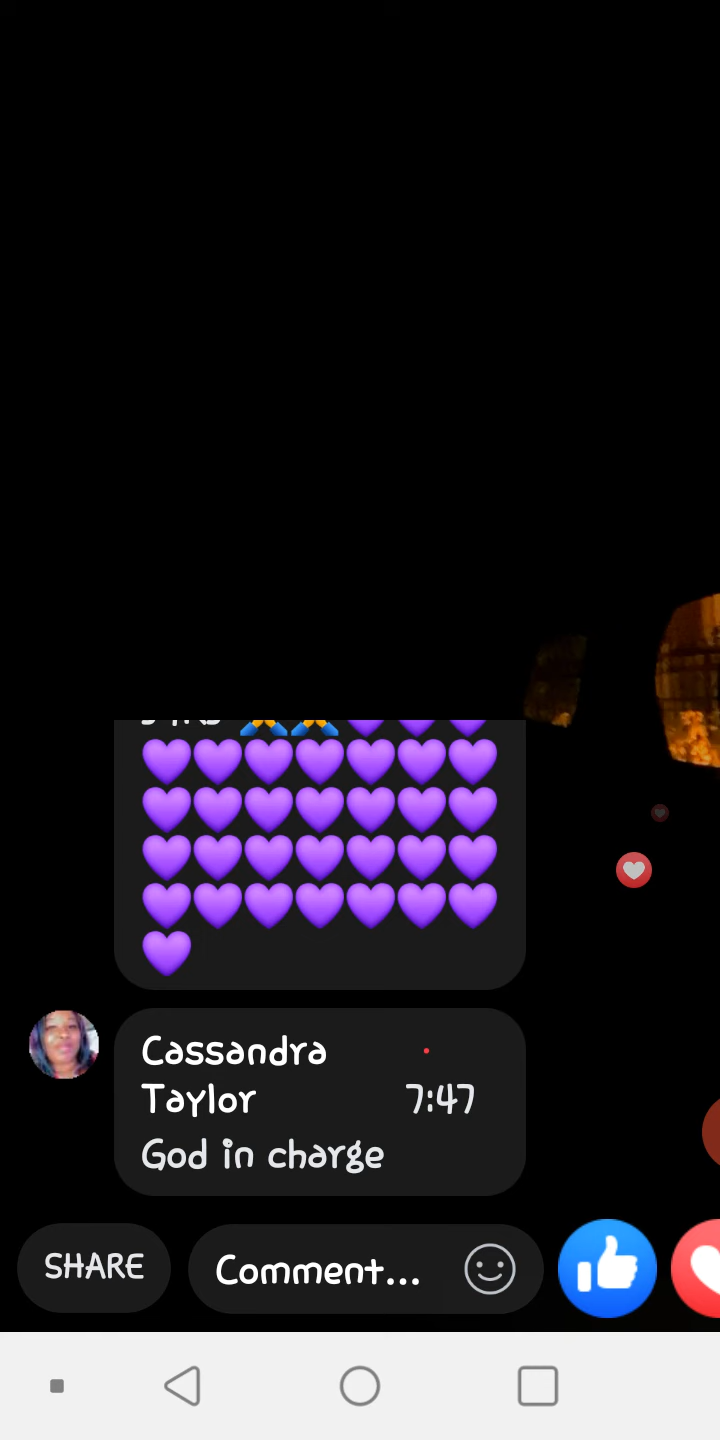 💜💜💜💜💜💜💜
💜💜💜💜💜💜💜
💜💜💜💜💜💜💜
💜💜💜💜💜💜💜
💜
Cassandra
Taylor 7:47
God in charge
SHARE Comment...